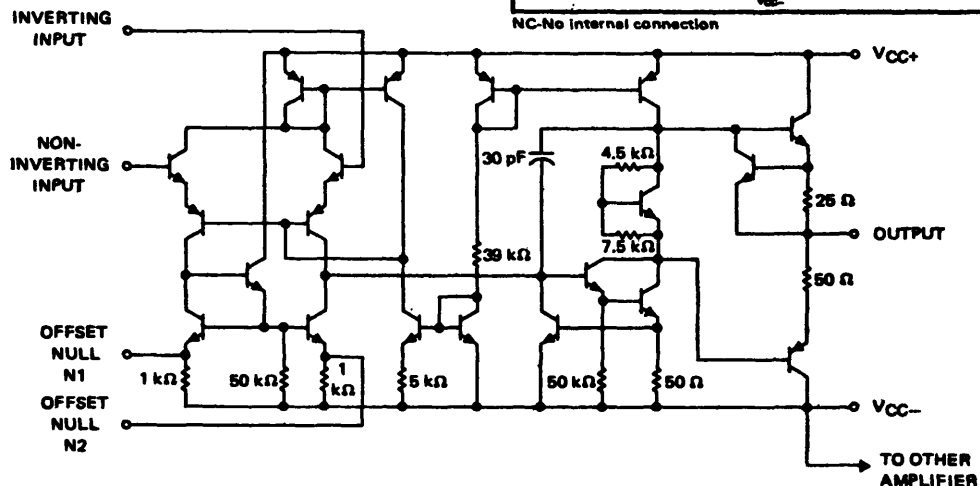 VCC–
NC-No internal connection
INVERTING
INPUT
VCC+
NON-
INVERTING
INPUT
30 pF
4.5 kΩ
25 Ω
OUTPUT
7.5 kΩ
39 kΩ
50 Ω
OFFSET
NULL
N1
1 kΩ
50 kΩ
1
kΩ
5 kΩ
50 kΩ
50 Ω
OFFSET
NULL
N2
VCC–
TO OTHER
AMPLIFIER